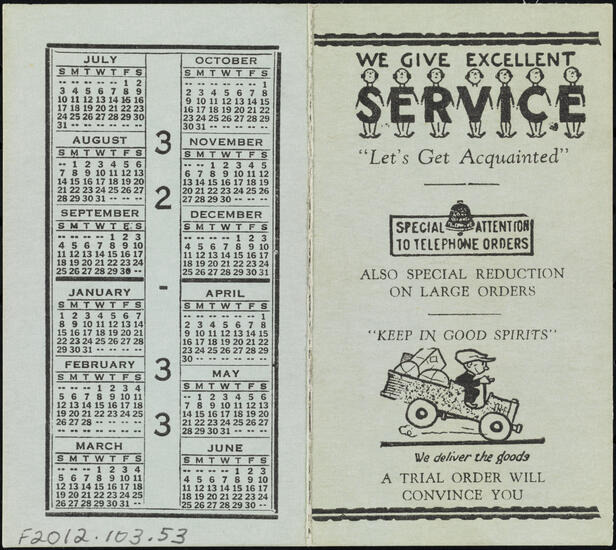 JULY
S M T W T F S
-- -- -- -- -- 1 2
3 4 5 6 7 8 9
10 11 12 13 14 15 16
17 18 19 20 21 22 23
24 25 26 27 28 29 30
31 -- -- -- -- -- --
AUGUST
S M T W T F S
-- 1 2 3 4 5 6
7 8 9 10 11 12 13
14 15 16 17 18 19 20
21 22 23 24 25 26 27
28 29 30 31 -- -- --
SEPTEMBER
S M T W T F S
-- -- -- -- 1 2 3
4 5 6 7 8 9 10
11 12 13 14 15 16 17
18 19 20 21 22 23 24
25 26 27 28 29 30 --
JANUARY
S M T W T F S
1 2 3 4 5 6 7
8 9 10 11 12 13 14
15 16 17 18 19 20 21
22 23 24 25 26 27 28
29 30 31 -- -- -- --
FEBRUARY
S M T W T F S
-- -- -- 1 2 3 4
5 6 7 8 9 10 11
12 13 14 15 16 17 18
19 20 21 22 23 24 25
26 27 28 -- -- -- --
-- -- -- -- -- -- --
MARCH
S M T W T F S
-- -- -- 1 2 3 4
5 6 7 8 9 10 11
12 13 14 15 16 17 18
19 20 21 22 23 24 25
26 27 28 29 30 31 --
3
2
-
3
3
OCTOBER
S M T W T F S
-- -- -- -- -- -- 1
2 3 4 5 6 7 8
9 10 11 12 13 14 15
16 17 18 19 20 21 22
23 24 25 26 27 28 29
30 31 -- -- -- -- --
NOVEMBER
S M T W T F S
-- -- 1 2 3 4 5
6 7 8 9 10 11 12
13 14 15 16 17 18 19
20 21 22 23 24 25 26
27 28 29 30 -- -- --
DECEMBER
S M T W T F S
-- -- -- -- 1 2 3
4 5 6 7 8 9 10
11 12 13 14 15 16 17
18 19 20 21 22 23 24
25 26 27 28 29 30 31
APRIL
S M T W T F S
-- -- -- -- -- -- 1
2 3 4 5 6 7 8
9 10 11 12 13 14 15
16 17 18 19 20 21 22
23 24 25 26 27 28 29
30 -- -- -- -- -- --
MAY
S M T W T F S
-- 1 2 3 4 5 6
7 8 9 10 11 12 13
14 15 16 17 18 19 20
21 22 23 24 25 26 27
28 29 30 31 -- -- --
JUNE
S M T W T F S
-- -- -- -- 1 2 3
4 5 6 7 8 9 10
11 12 13 14 15 16 17
18 19 20 21 22 23 24
25 26 27 28 29 30 --
F2012.103.53
WE GIVE EXCELLENT
SERVICE
"Let's Get Acquainted"
SPECIAL ATTENTION
TO TELEPHONE ORDERS
ALSO SPECIAL REDUCTION
ON LARGE ORDERS
"KEEP IN GOOD SPIRITS"
We deliver the goods
A TRIAL ORDER WILL
CONVINCE YOU